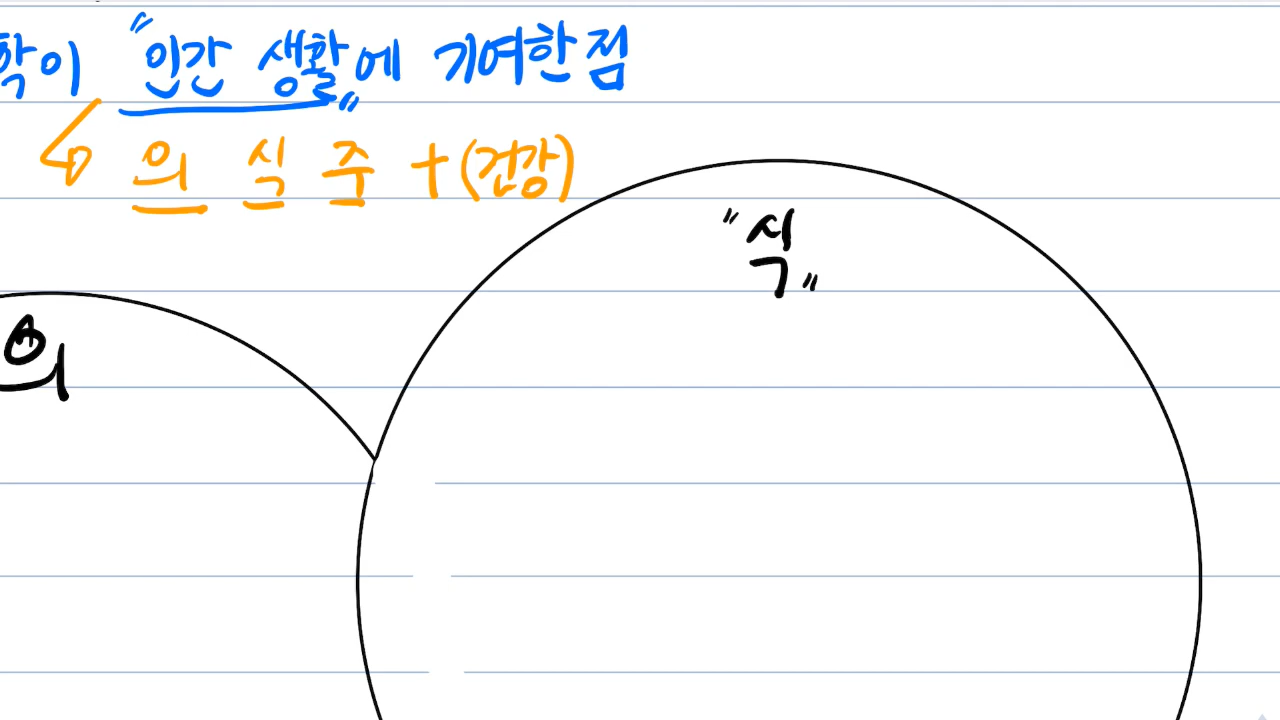 학이 "인간 생활"에 기여한점
의 식 주 + (건강)
"식"
의